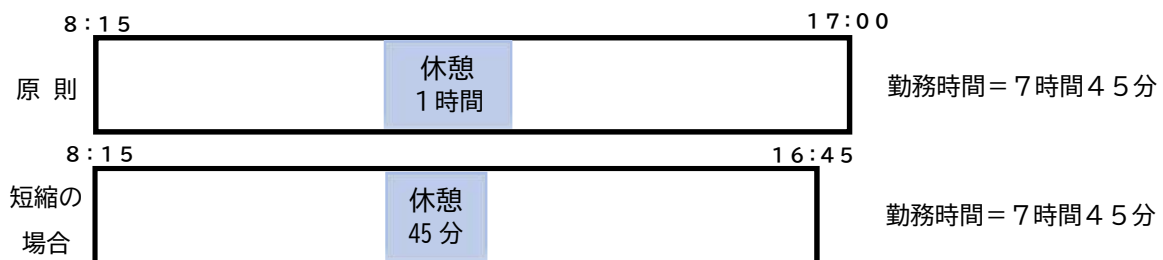 8:15 17:00
原 則
休憩
1時間
勤務時間＝７時間４５分
8:15 16:45
短縮の
場合
休憩
45 分
勤務時間＝７時間４５分